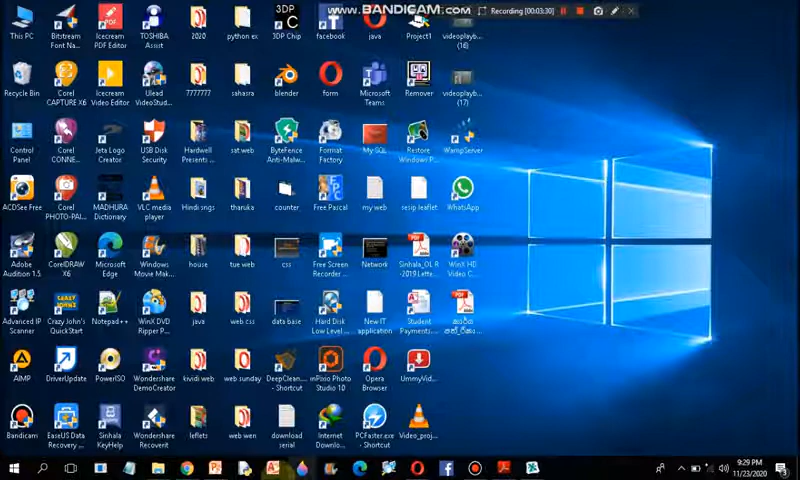 www.BANDICAM.com Recording [00:03:30]
This PC
Bitstream
Font Na...
Icecream
PDF Editor
TOSHIBA
Assist
2020
python ex
3DP Chip
facebook
java
Project1
videoplayb...
(16)
Recycle Bin
Corel
CAPTURE X6
Icecream
Video Editor
Ulead
VideoStud...
7777777
sahasra
blender
form
Microsoft
Teams
Remover
videoplayb...
(17)
Control
Panel
Corel
CONNE...
Jeta Logo
Creator
USB Disk
Security
Hardwell
Presents ...
sat web
ByteFence
Anti-Malw...
Format
Factory
My SQL
Restore
Windows P...
WampServer
ACDSee Free
Corel
PHOTO-PAI...
MADHURA
Dictionary
VLC media
player
Hindi sngs
tharuka
counter
Free Pascal
my web
sesip leaflet
WhatsApp
Adobe
Audition 1.5
CorelDRAW
X6
Microsoft
Edge
Windows
Movie Mak...
house
tue web
css
Free Screen
Recorder ...
Network
Sinhala_OL R
-2019 Lette...
WinX HD
Video C...
Advanced IP
Scanner
Crazy John's
QuickStart
Notepad++
WinX DVD
Ripper P...
java
web css
data base
Hard Disk
Low Level ...
New IT
application
Student
Payments...
AIMP
DriverUpdate
PowerISO
Wondershare
DemoCreator
kividi web
web sunday
DeepClean...
- Shortcut
mPixio Photo
Studio 10
Opera
Browser
UmmyVid...
Bandicam
EaseUS Data
Recovery ...
Sinhala
KeyHelp
Wondershare
Recoverit
leflets
web wen
download
serial
Internet
Downlo...
PCFaster.exe
- Shortcut
Video_proj...
9:29 PM
11/23/2020